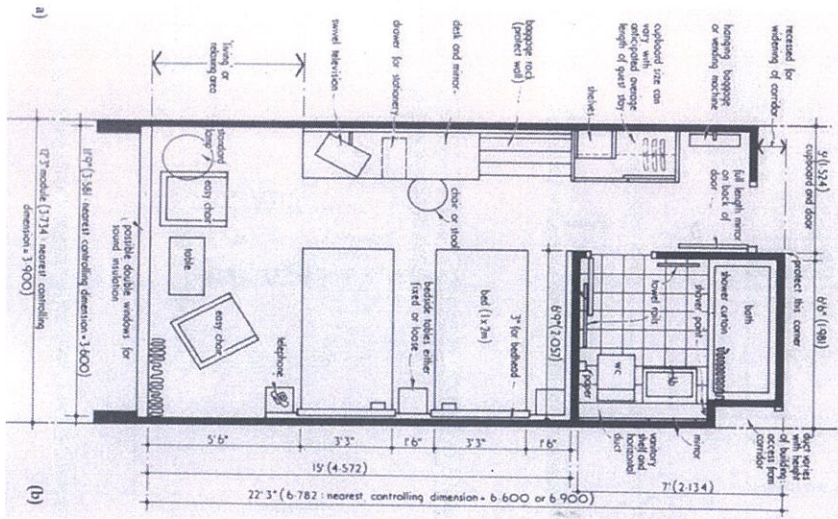 a)
swivel television
drawer for stationery
desk and mirror
baggage rack
(protect wall)
shelves
cupboard size can
vary with
anticipated average
length of guest stay
hanging baggage
or vending machine
recessed for
widening of corridor
'living' or
relaxing area
5'(1·524)
cupboard and door
full length mirror
on back of
door
standard
lamp
easy chair
table
easy chair
telephone
chair or stool
bedside tables either
fixed or loose
bed (1x2m)
3" for bedhead
6'9"(2·057)
towel rails
shaver point
shower curtain
bath
wc
paper
protect this corner
6'6" (1·981)
possible double windows for
sound insulation
11'9" (3·581 : nearest controlling dimension = 3·600)
12'3" module (3·734 : nearest controlling
dimension = 3·900)
duct
vanitory
shelf and
horizontal
mirror
duct varies
with height
of building :
access from
corridor
5'6"
3'3"
1'6"
3'3"
1'6"
15' (4·572)
7' (2·134)
22' 3" (6·782 : nearest controlling dimension = 6·600 or 6·900)
(b)